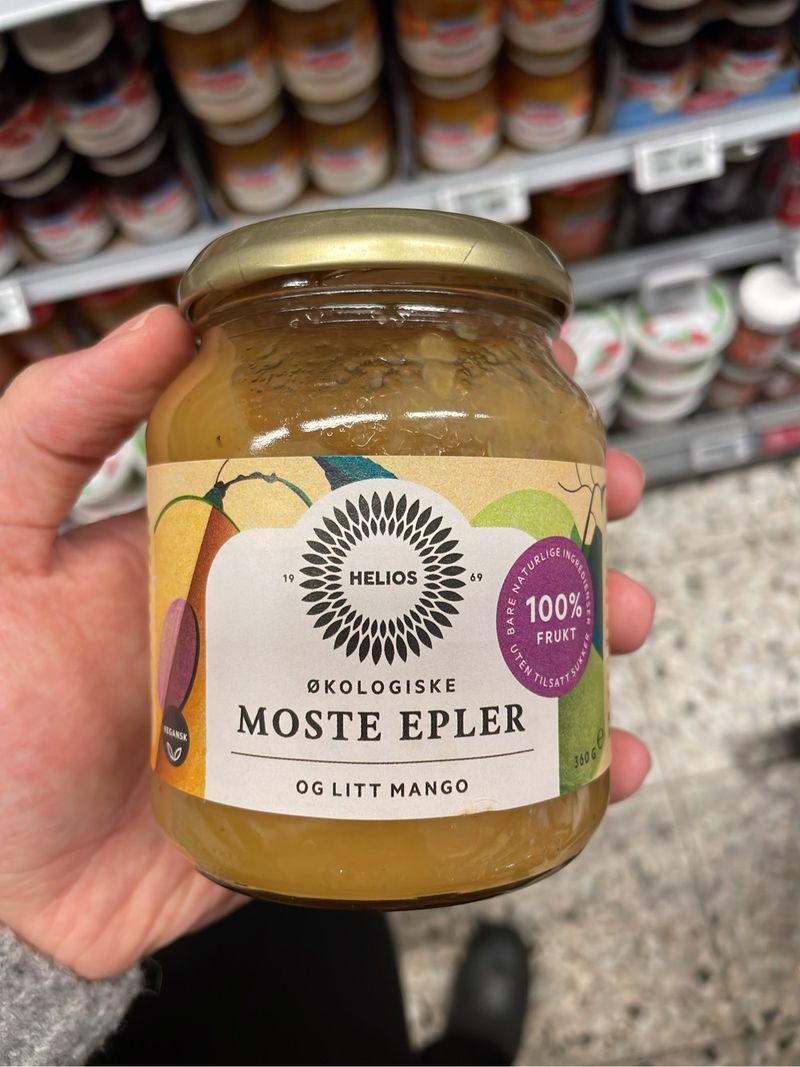 19 HELIOS 69
ØKOLOGISKE
MOSTE EPLER
OG LITT MANGO
BARE NATURLIGE INGREDIENSER
100%
FRUKT
UTEN TILSATT SUKKER
VEGANSK
360 G ℮